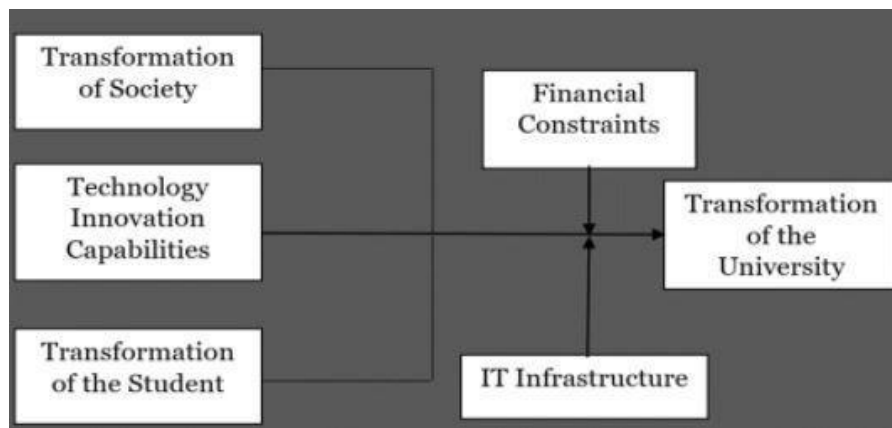 Transformation
of Society
Financial
Constraints
Technology
Innovation
Capabilities
Transformation
of the
University
Transformation
of the Student
IT Infrastructure